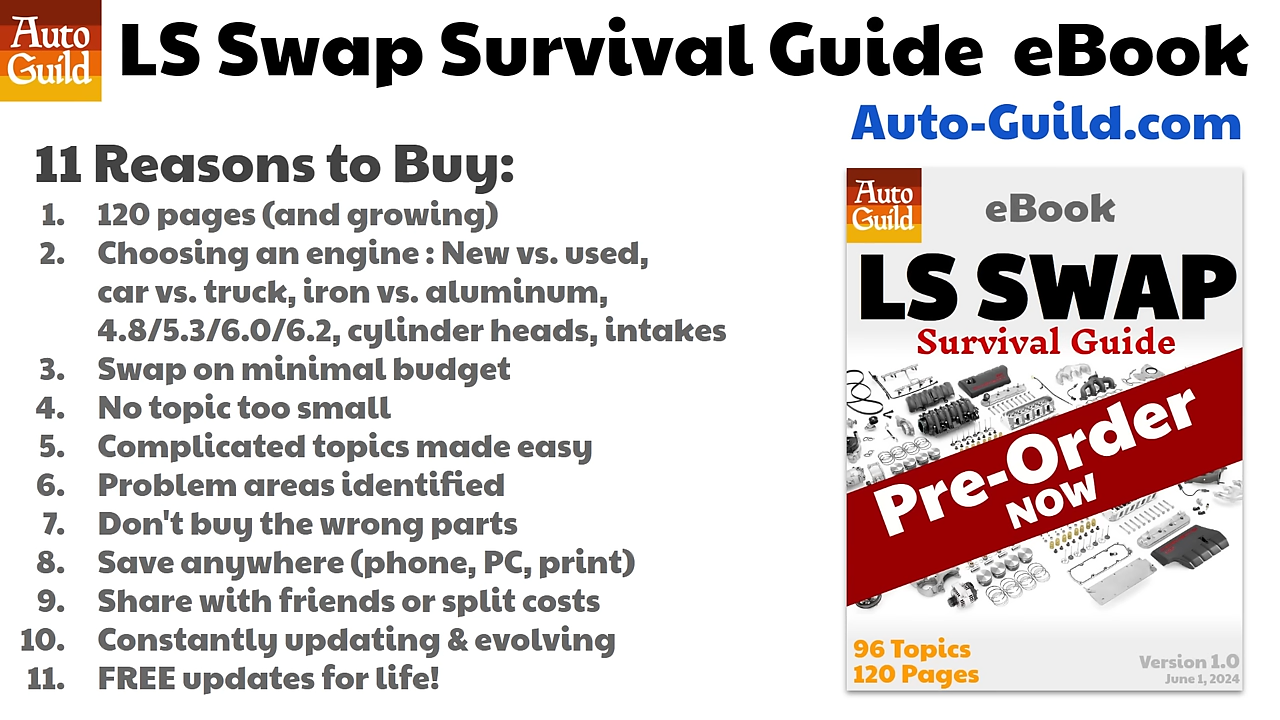 Auto
Guild
LS Swap Survival Guide eBook
Auto-Guild.com
11 Reasons to Buy:
1. 120 pages (and growing)
2. Choosing an engine : New vs. used,
car vs. truck, iron vs. aluminum,
4.8/5.3/6.0/6.2, cylinder heads, intakes
3. Swap on minimal budget
4. No topic too small
5. Complicated topics made easy
6. Problem areas identified
7. Don't buy the wrong parts
8. Save anywhere (phone, PC, print)
9. Share with friends or split costs
10. Constantly updating & evolving
11. FREE updates for life!
Auto
Guild
eBook
LS SWAP
Survival Guide
Pre-Order
NOW
96 Topics
120 Pages
Version 1.0
June 1, 2024